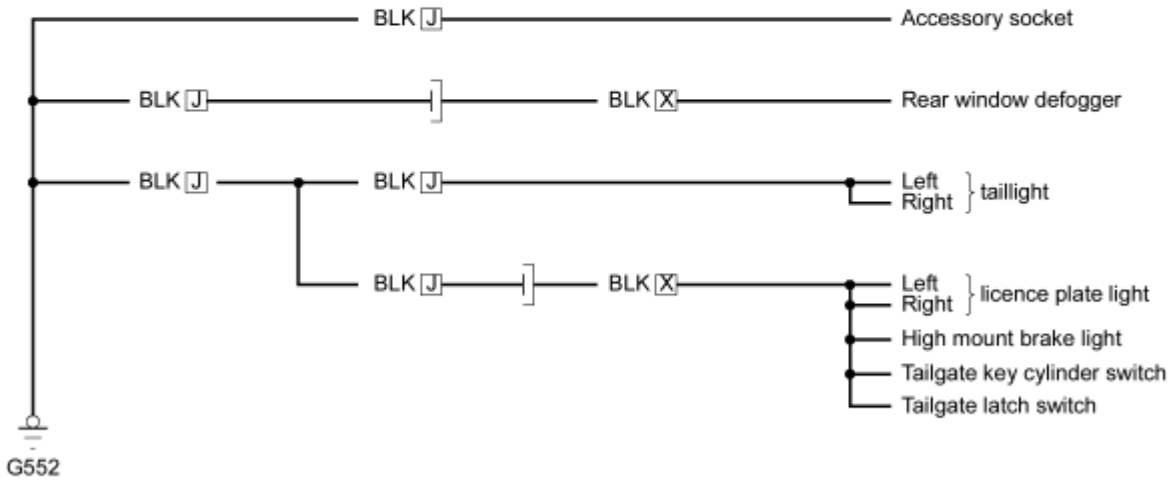 BLK J Accessory socket
BLK J BLK X Rear window defogger
BLK J BLK J Left
Right taillight
BLK J BLK X Left
Right licence plate light
High mount brake light
Tailgate key cylinder switch
Tailgate latch switch
G552